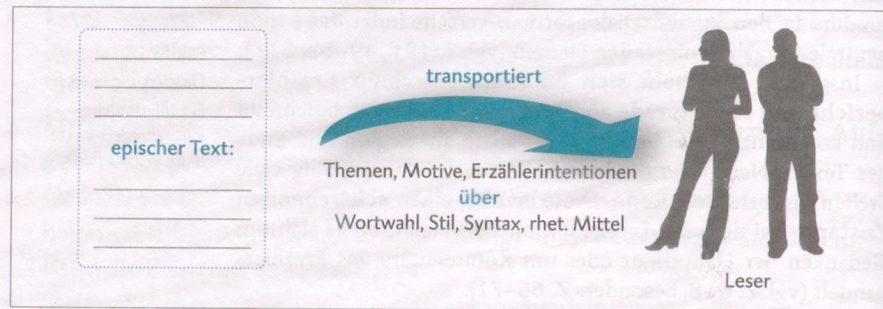 transportiert
epischer Text:
Themen, Motive, Erzählerintentionen
über
Wortwahl, Stil, Syntax, rhet. Mittel
Leser